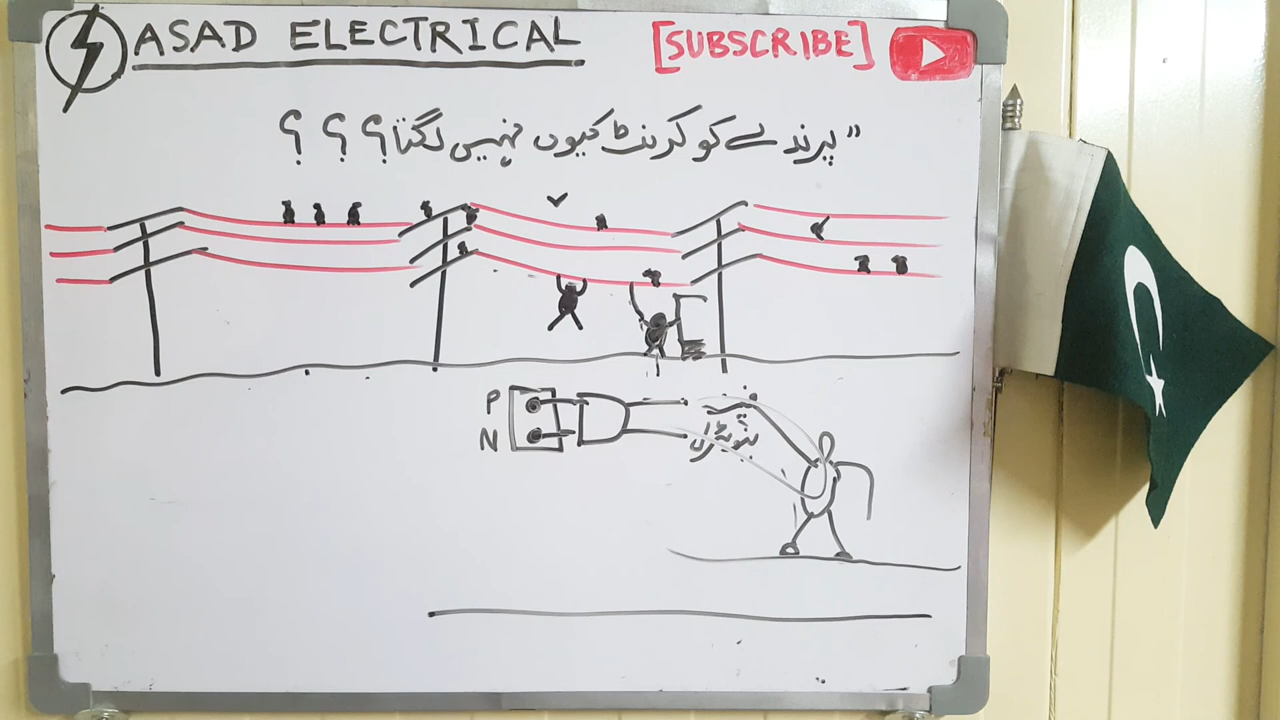 ASAD ELECTRICAL
[SUBSCRIBE]
"پرندے کو کرنٹ کیوں نہیں لگتا؟ ؟ ؟
P
N